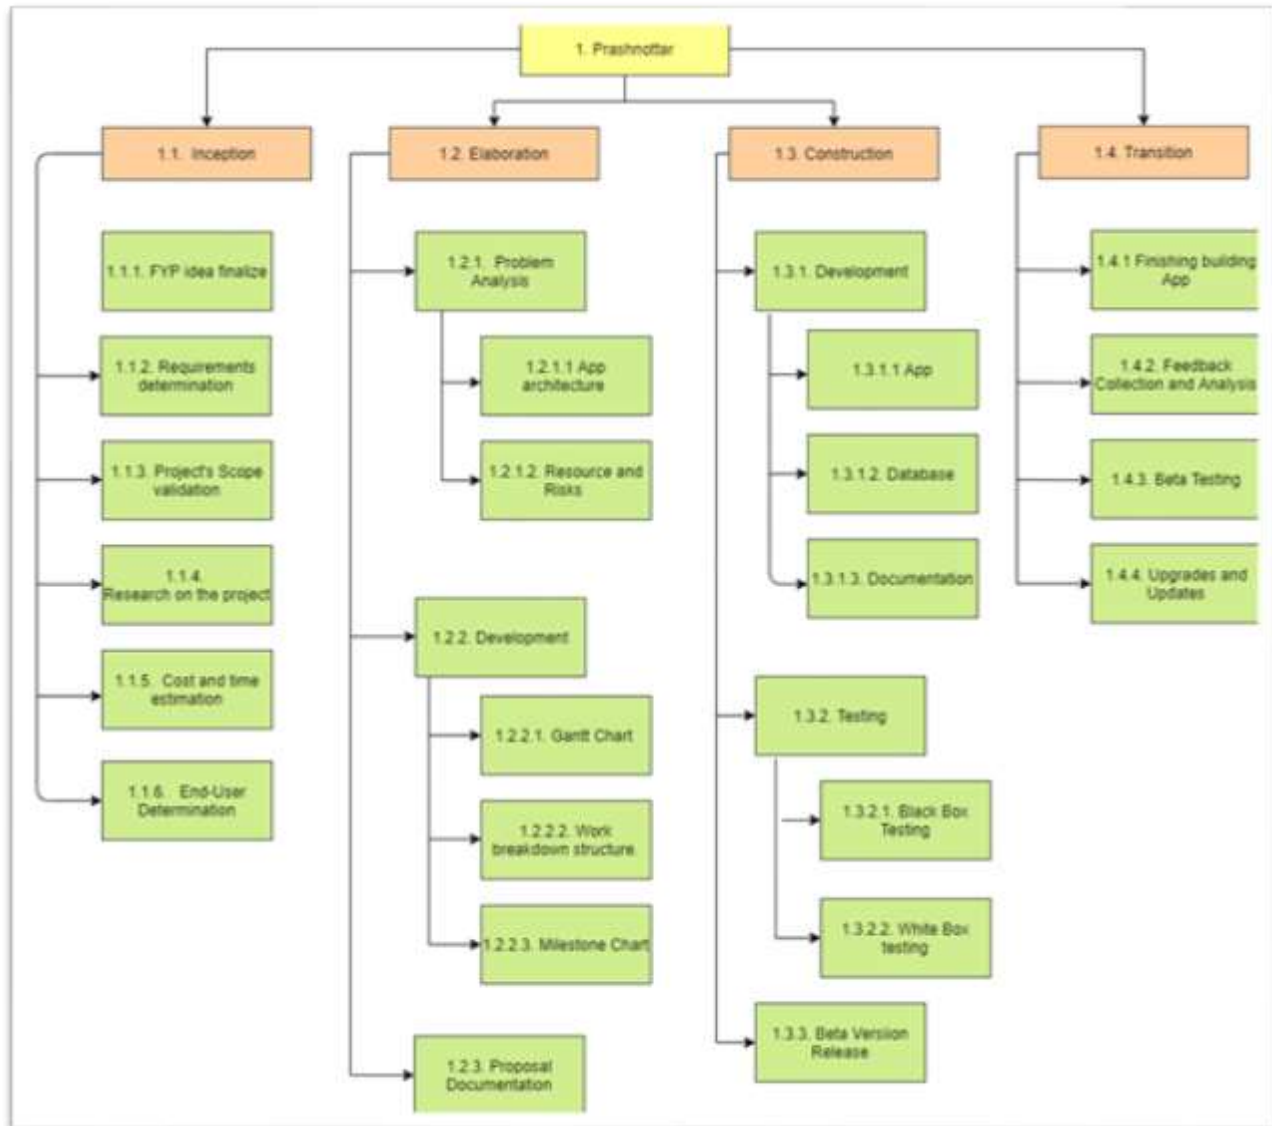 1. Prashnottar
1.1. Inception
1.1.1. FYP idea finalize
1.1.2. Requirements
determination
1.1.3. Project's Scope
validation
1.1.4.
Research on the project
1.1.5. Cost and time
estimation
1.1.6. End-User
Determination
1.2. Elaboration
1.2.1. Problem
Analysis
1.2.1.1 App
architecture
1.2.1.2. Resource and
Risks
1.2.2. Development
1.2.2.1. Gantt Chart
1.2.2.2. Work
breakdown structure.
1.2.2.3. Milestone Chart
1.2.3. Proposal
Documentation
1.3. Construction
1.3.1. Development
1.3.1.1 App
1.3.1.2. Database
1.3.1.3. Documentation
1.3.2. Testing
1.3.2.1. Black Box
Testing
1.3.2.2. White Box
testing
1.3.3. Beta Versiion
Release
1.4. Transition
1.4.1 Finishing building
App
1.4.2. Feedback
Collection and Analysis
1.4.3. Beta Testing
1.4.4. Upgrades and
Updates